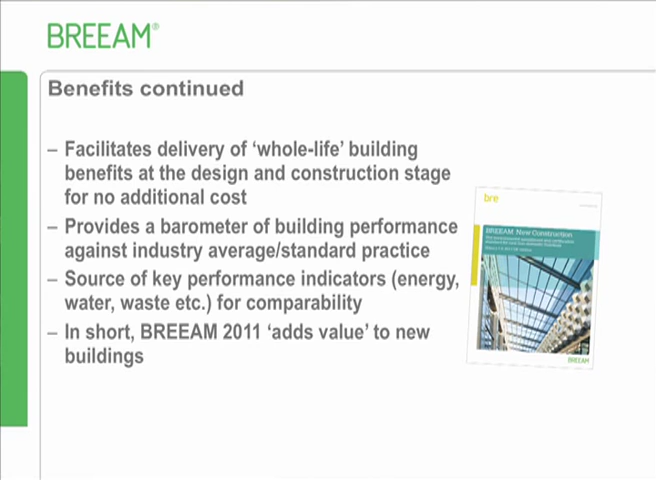 BREEAM®
Benefits continued
– Facilitates delivery of ‘whole-life’ building
benefits at the design and construction stage
for no additional cost
– Provides a barometer of building performance
against industry average/standard practice
– Source of key performance indicators (energy,
water, waste etc.) for comparability
– In short, BREEAM 2011 ‘adds value’ to new
buildings
bre
BREEAM New Construction
BREEAM